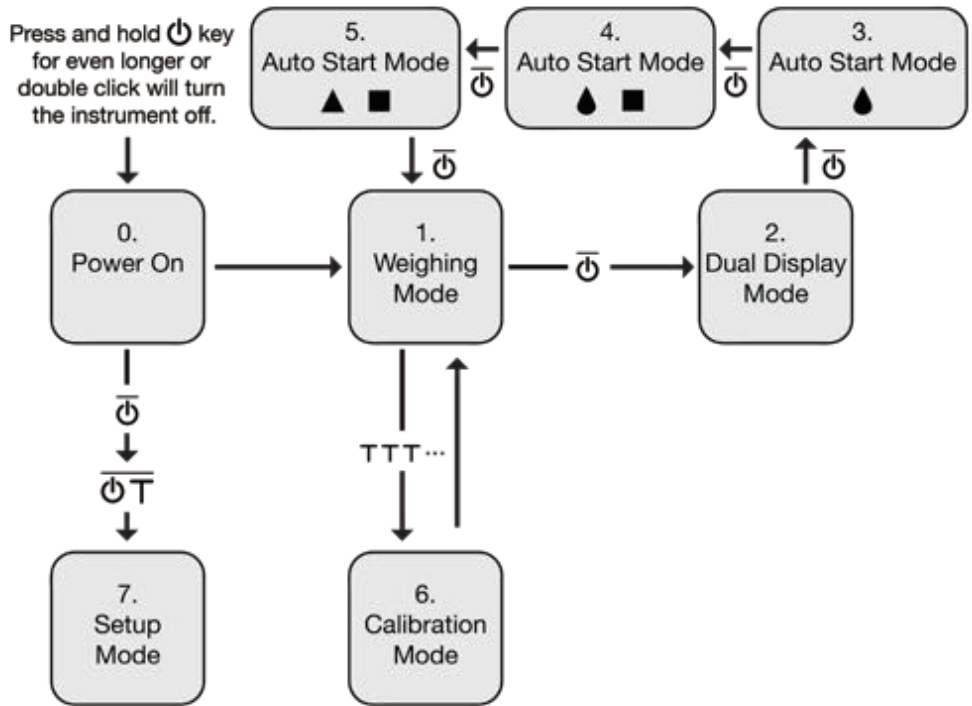 Press and hold ⏻ key
for even longer or
double click will turn
the instrument off.
5.
Auto Start Mode
4.
Auto Start Mode
3.
Auto Start Mode
0.
Power On
1.
Weighing
Mode
2.
Dual Display
Mode
T
T T T ...
7.
Setup
Mode
6.
Calibration
Mode